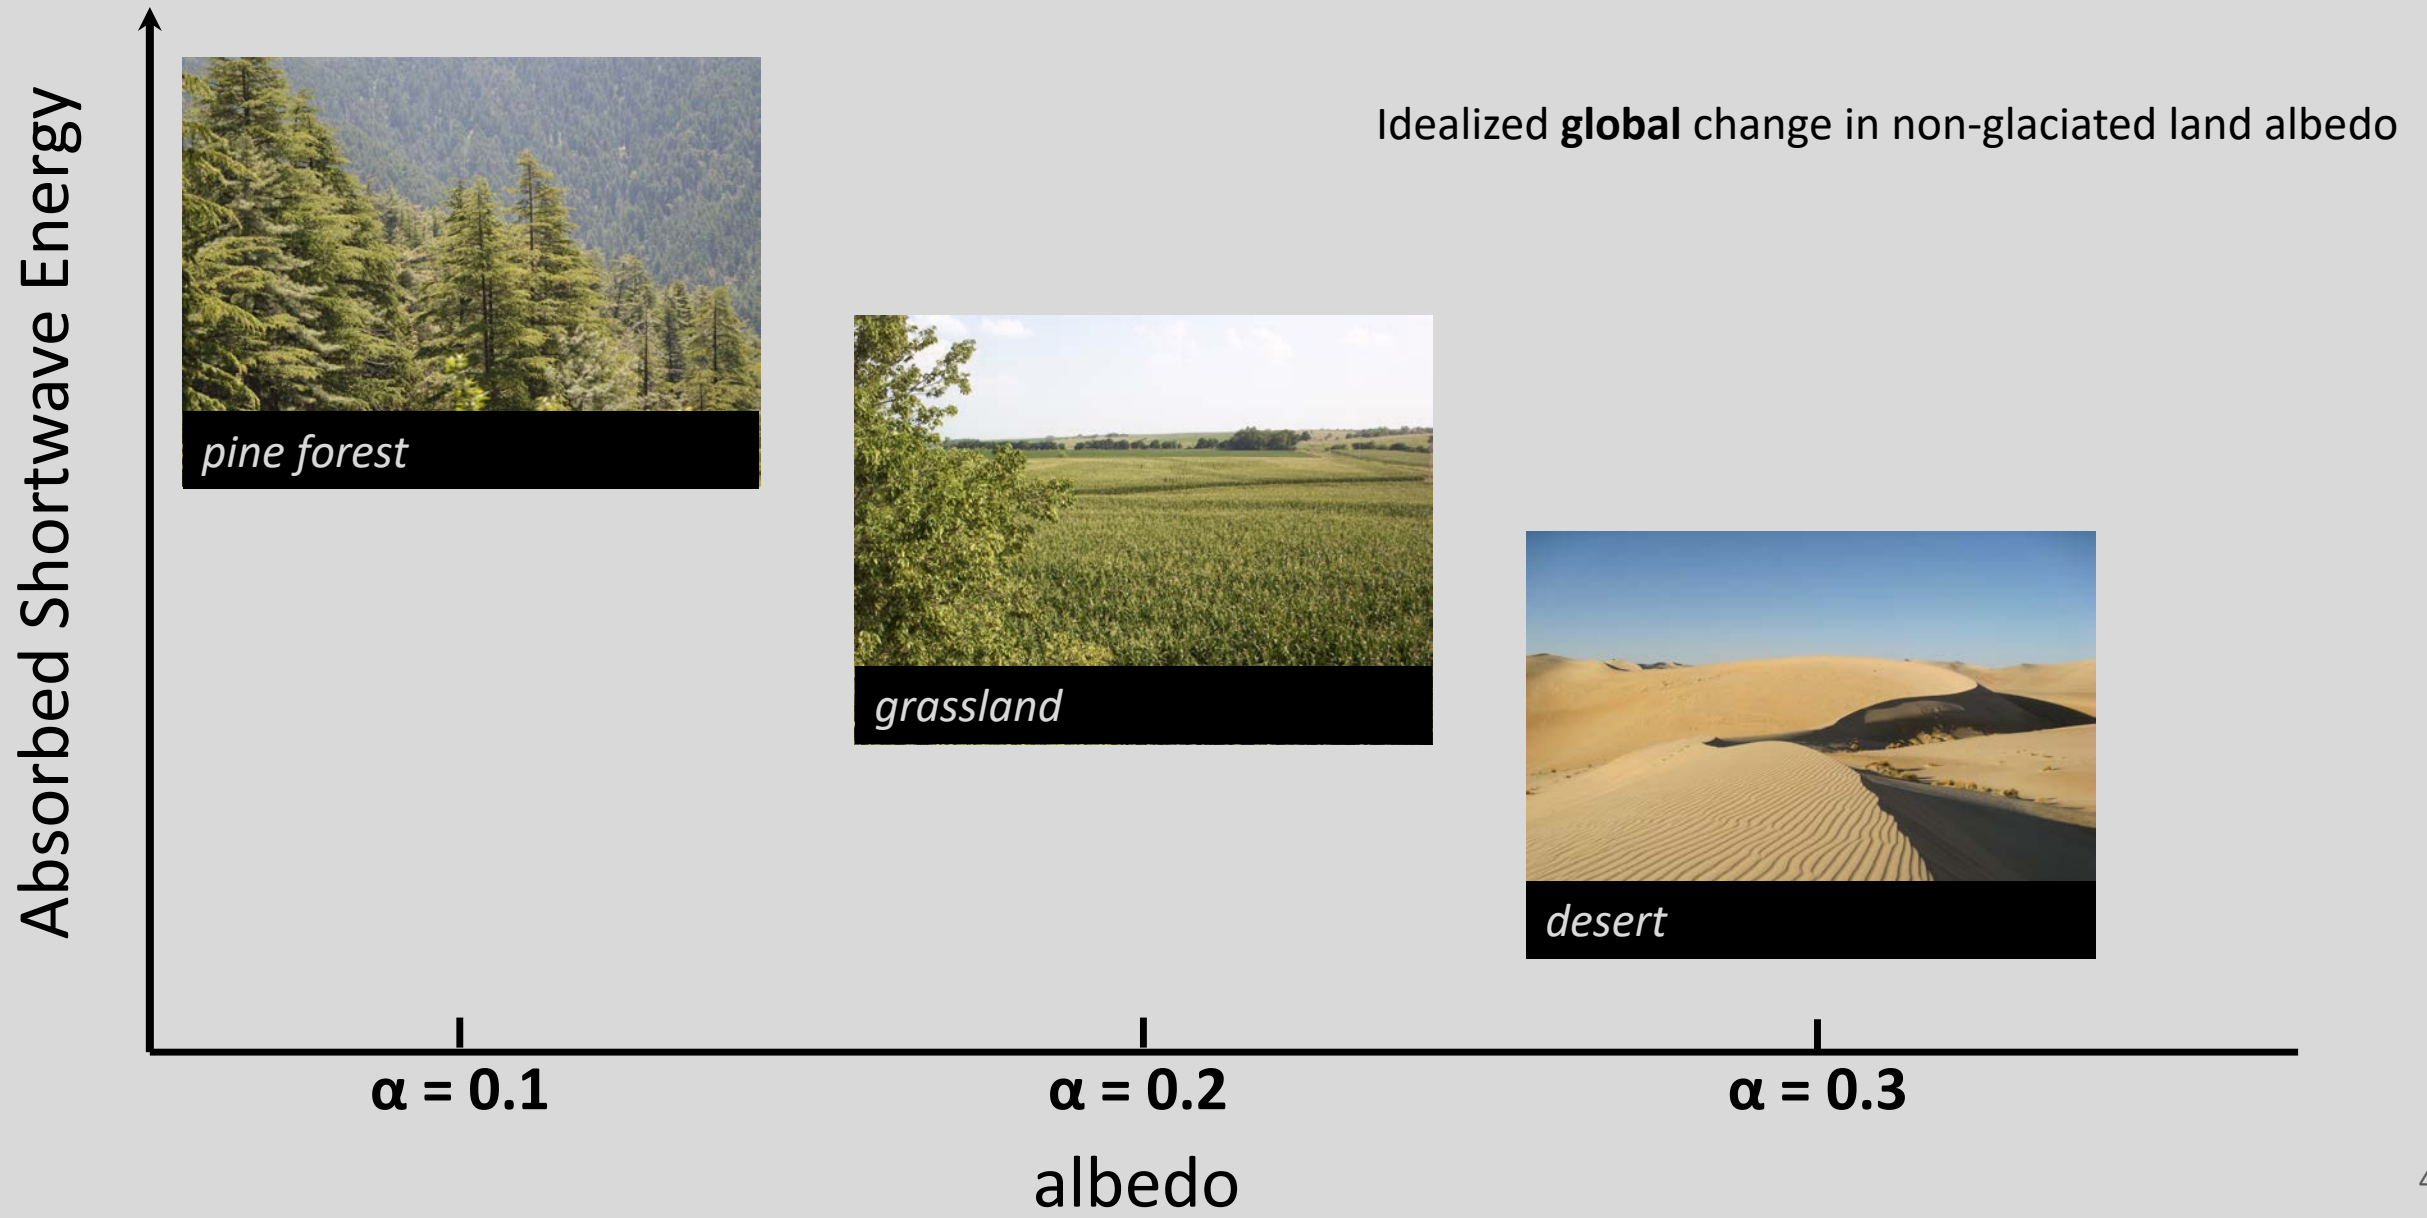 Absorbed Shortwave Energy
Idealized global change in non-glaciated land albedo
pine forest
grassland
desert
α = 0.1
α = 0.2
α = 0.3
albedo